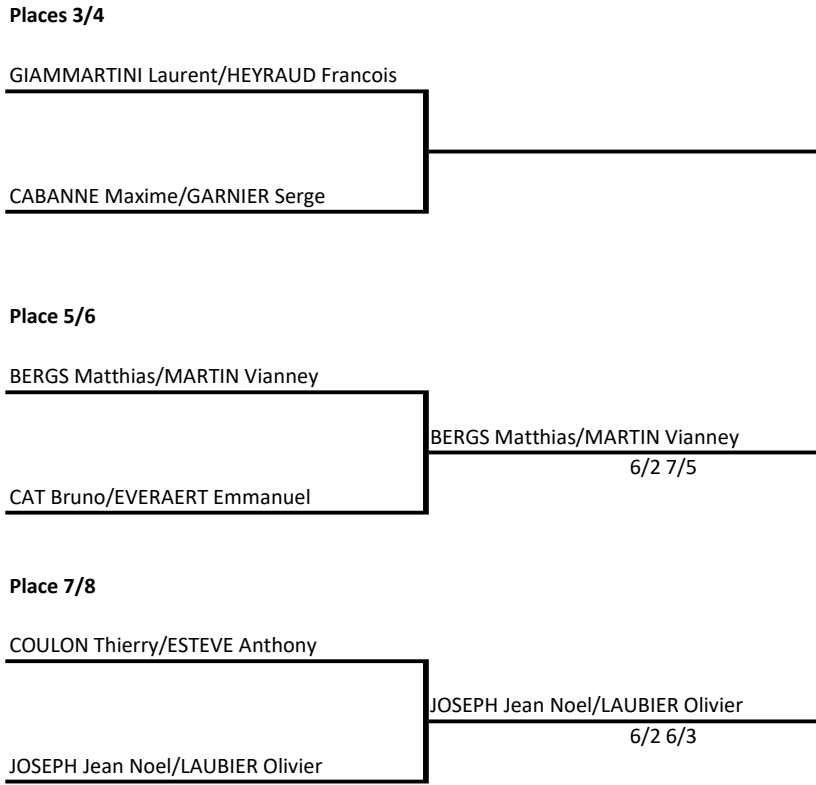 Places 3/4
GIAMMARTINI Laurent/HEYRAUD Francois
CABANNE Maxime/GARNIER Serge
Place 5/6
BERGS Matthias/MARTIN Vianney
BERGS Matthias/MARTIN Vianney
6/2 7/5
CAT Bruno/EVERAERT Emmanuel
Place 7/8
COULON Thierry/ESTEVE Anthony
JOSEPH Jean Noel/LAUBIER Olivier
6/2 6/3
JOSEPH Jean Noel/LAUBIER Olivier